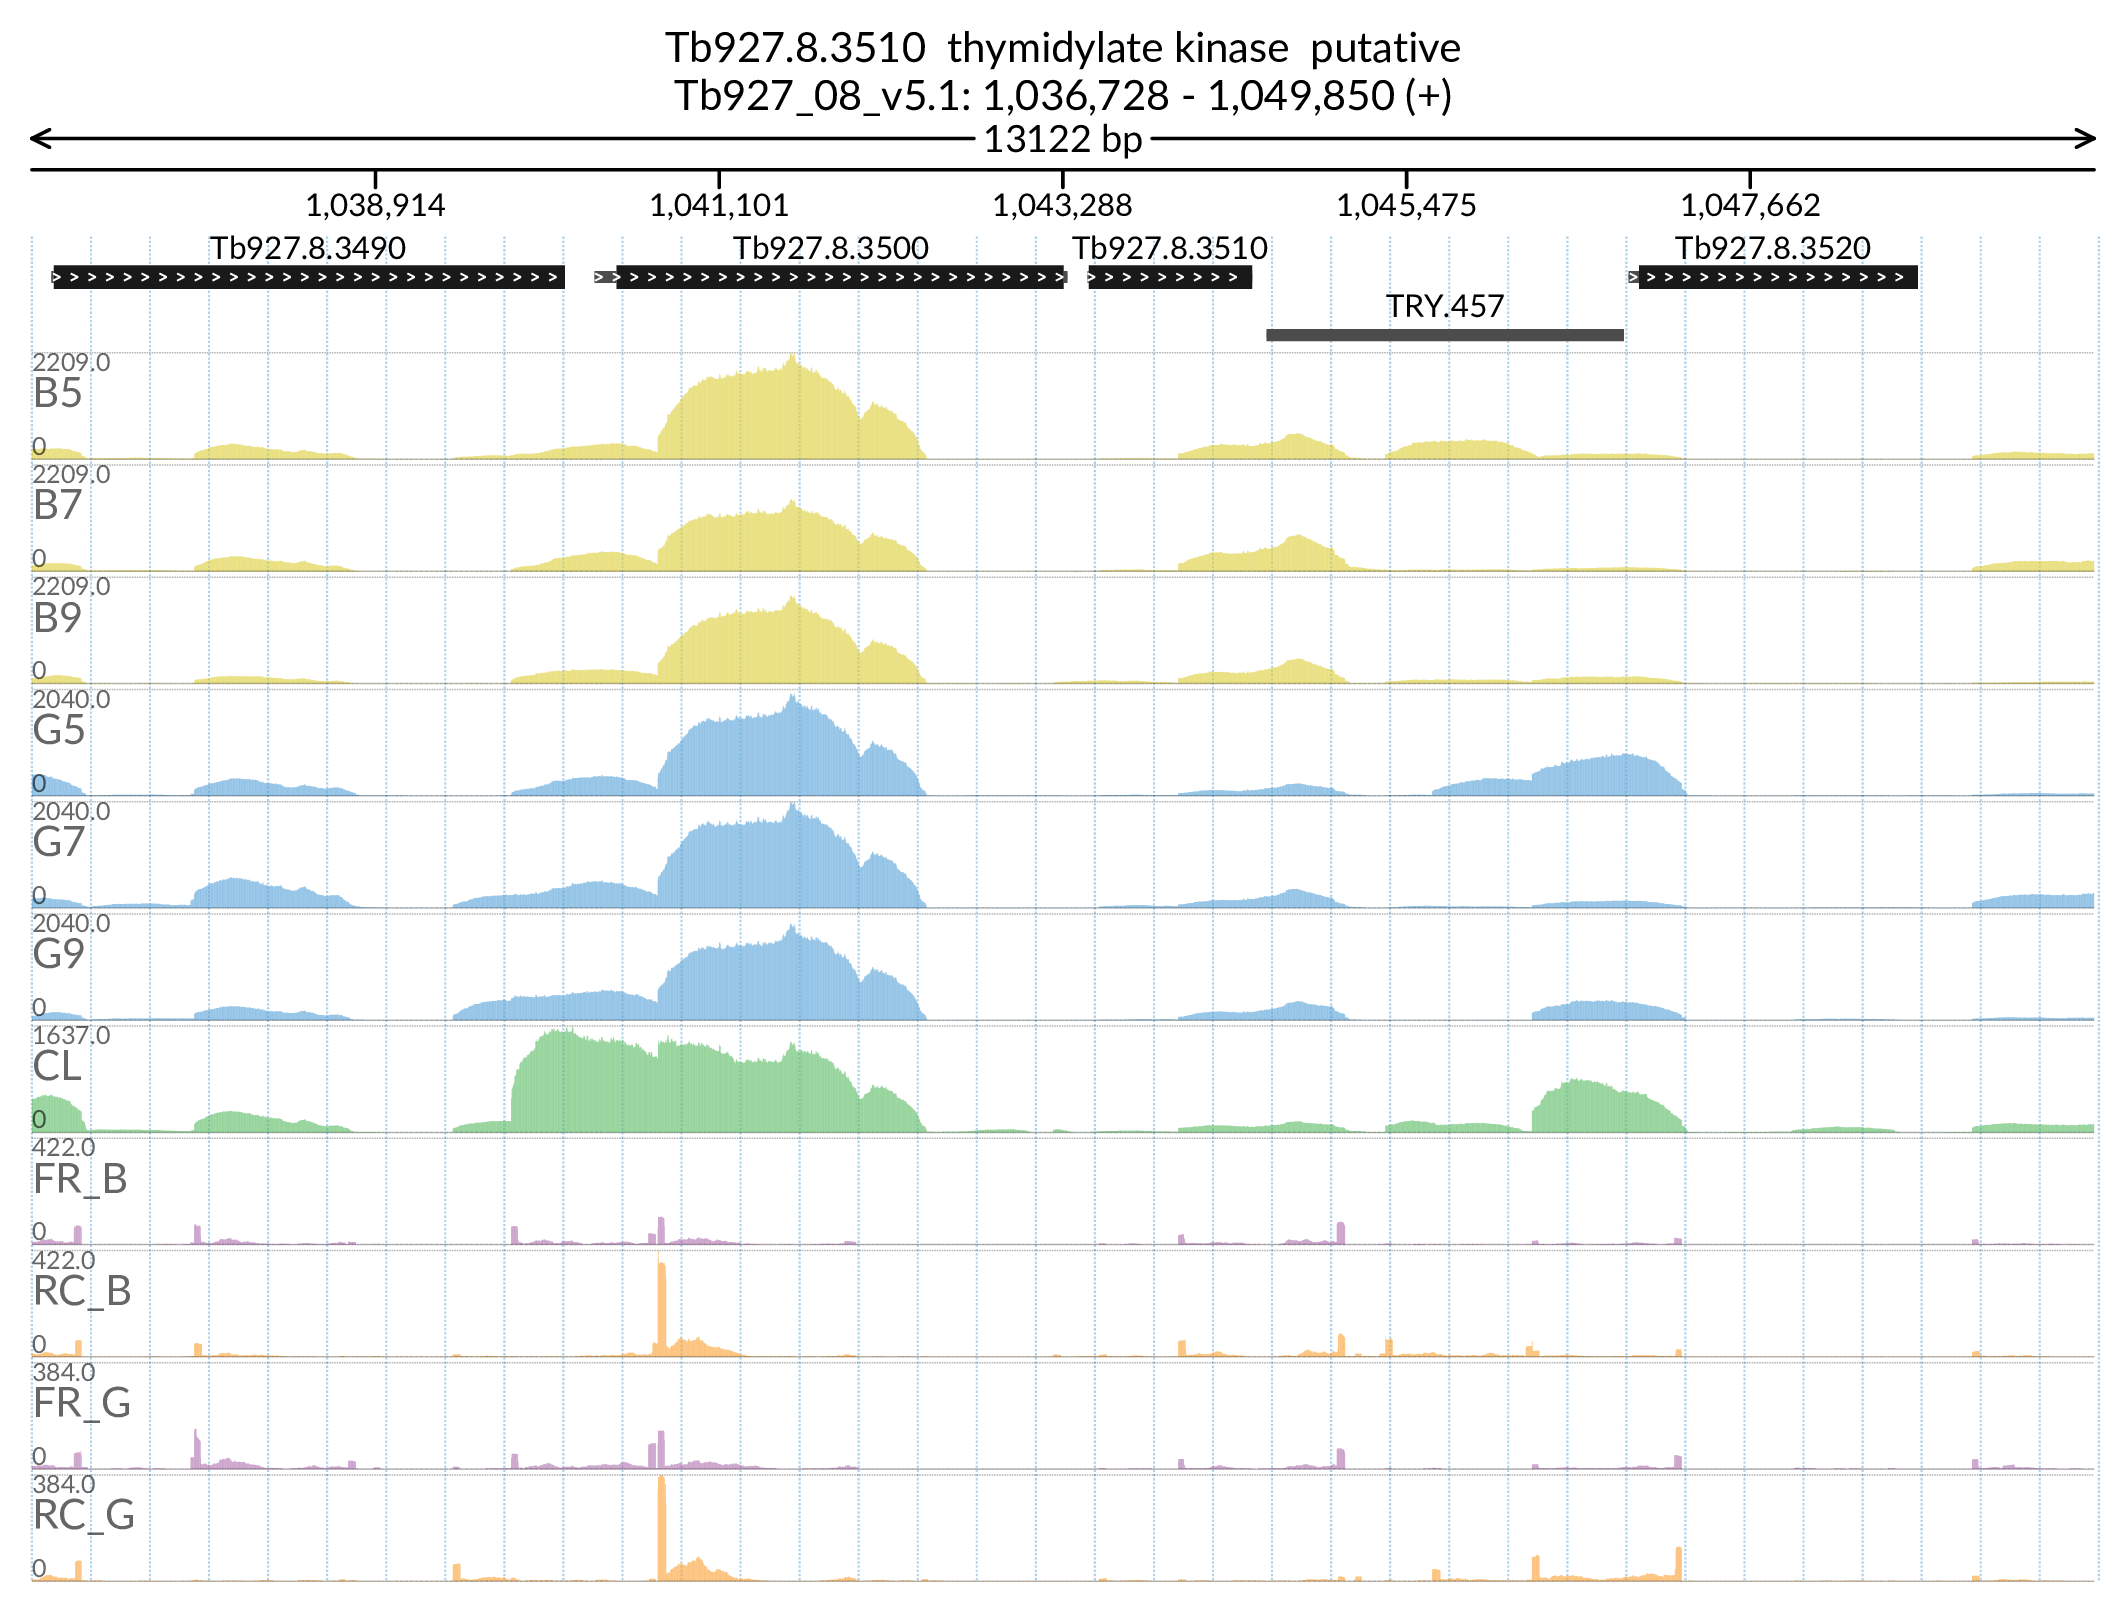 Tb927.8.3510 thymidylate kinase putative
Tb927_08_v5.1: 1,036,728 - 1,049,850 (+)
13122 bp
1,038,914 1,041,101 1,043,288 1,045,475 1,047,662
Tb927.8.3490 Tb927.8.3500 Tb927.8.3510 Tb927.8.3520
TRY.457
2209.0
B5
0
2209.0
B7
0
2209.0
B9
0
2040.0
G5
0
2040.0
G7
0
2040.0
G9
0
1637.0
CL
0
422.0
FR_B
0
422.0
RC_B
0
384.0
FR_G
0
384.0
RC_G
0